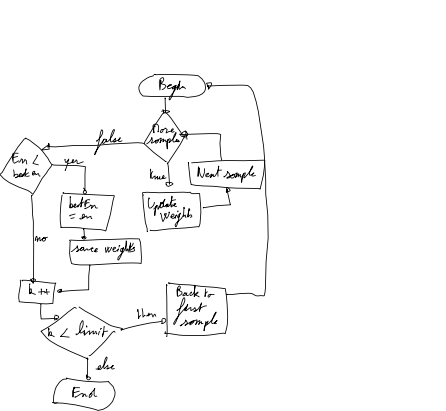 Begin
More
samples
false
true
Next sample
Update
Weights
En <
besten
yes
bestEn
= en
save weights
no
k ++
k < limit
then
Back to
first
sample
else
End